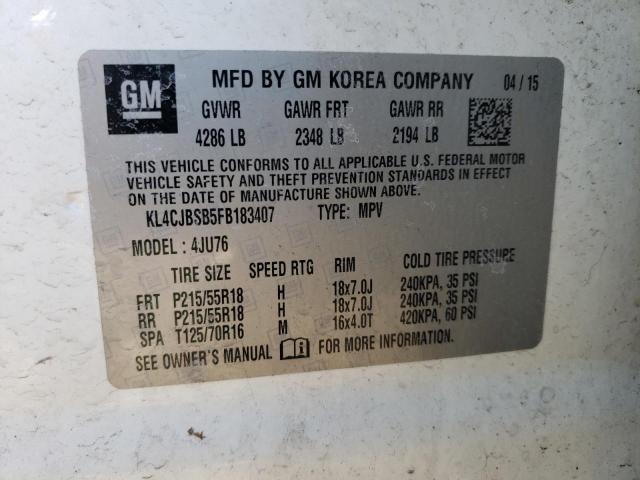 GM MFD BY GM KOREA COMPANY 04 / 15
GVWR GAWR FRT GAWR RR
4286 LB 2348 LB 2194 LB
THIS VEHICLE CONFORMS TO ALL APPLICABLE U.S. FEDERAL MOTOR
VEHICLE SAFETY AND THEFT PREVENTION STANDARDS IN EFFECT
ON THE DATE OF MANUFACTURE SHOWN ABOVE.
KL4CJBSB5FB183407 TYPE: MPV
MODEL : 4JU76
TIRE SIZE SPEED RTG RIM COLD TIRE PRESSURE
FRT P215/55R18 H 18x7.0J 240KPA, 35 PSI
RR P215/55R18 H 18x7.0J 240KPA, 35 PSI
SPA T125/70R16 M 16x4.0T 420KPA, 60 PSI
SEE OWNER'S MANUAL FOR MORE INFORMATION.